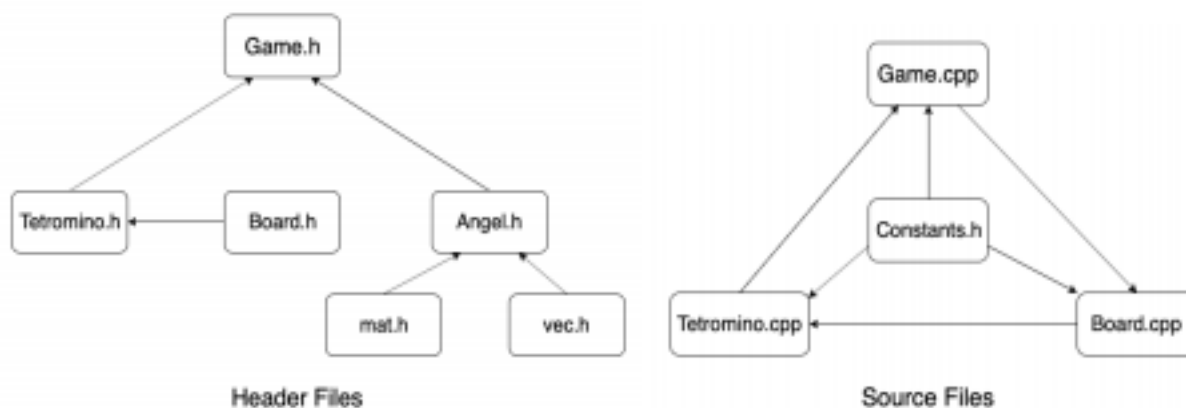 Game.h
Tetromino.h
Board.h
Angel.h
mat.h
vec.h
Header Files
Game.cpp
Constants.h
Tetromino.cpp
Board.cpp
Source Files